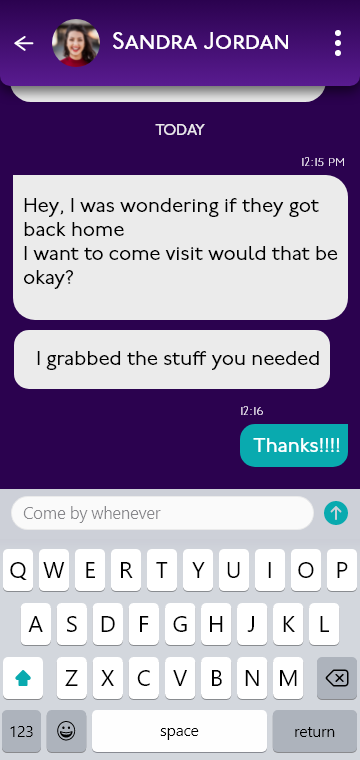 Sandra Jordan
TODAY
12:15 PM
Hey, I was wondering if they got
back home
I want to come visit would that be
okay?
I grabbed the stuff you needed
12:16
Thanks!!!!
Come by whenever
Q W E R T Y U I O P
A S D F G H J K L
Z X C V B N M
123 space return